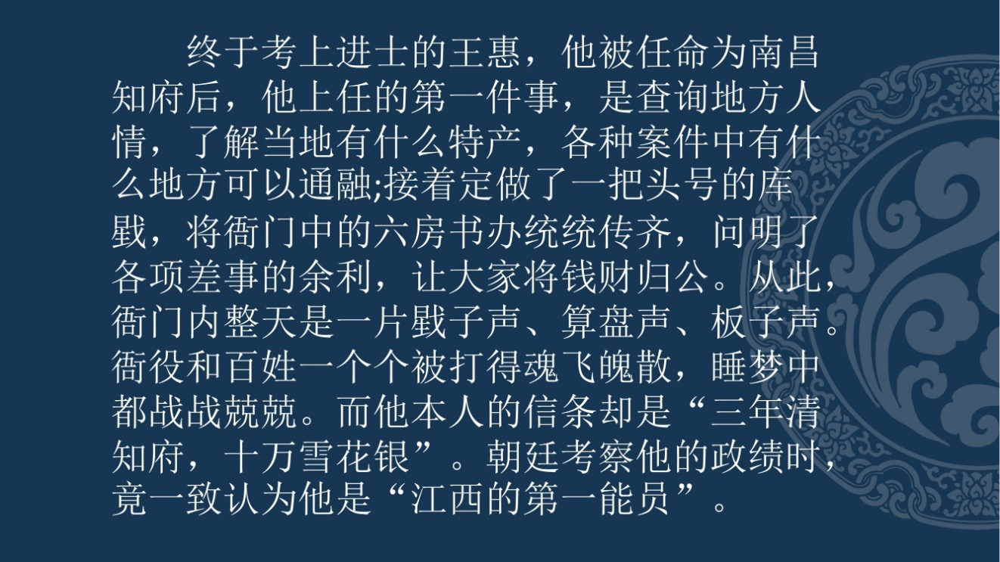 终于考上进士的王惠，他被任命为南昌
知府后，他上任的第一件事，是查询地方人
情，了解当地有什么特产，各种案件中有什
么地方可以通融;接着定做了一把头号的库
戥，将衙门中的六房书办统统传齐，问明了
各项差事的余利，让大家将钱财归公。从此，
衙门内整天是一片戥子声、算盘声、板子声。
衙役和百姓一个个被打得魂飞魄散，睡梦中
都战战兢兢。而他本人的信条却是“三年清
知府，十万雪花银”。朝廷考察他的政绩时，
竟一致认为他是“江西的第一能员”。